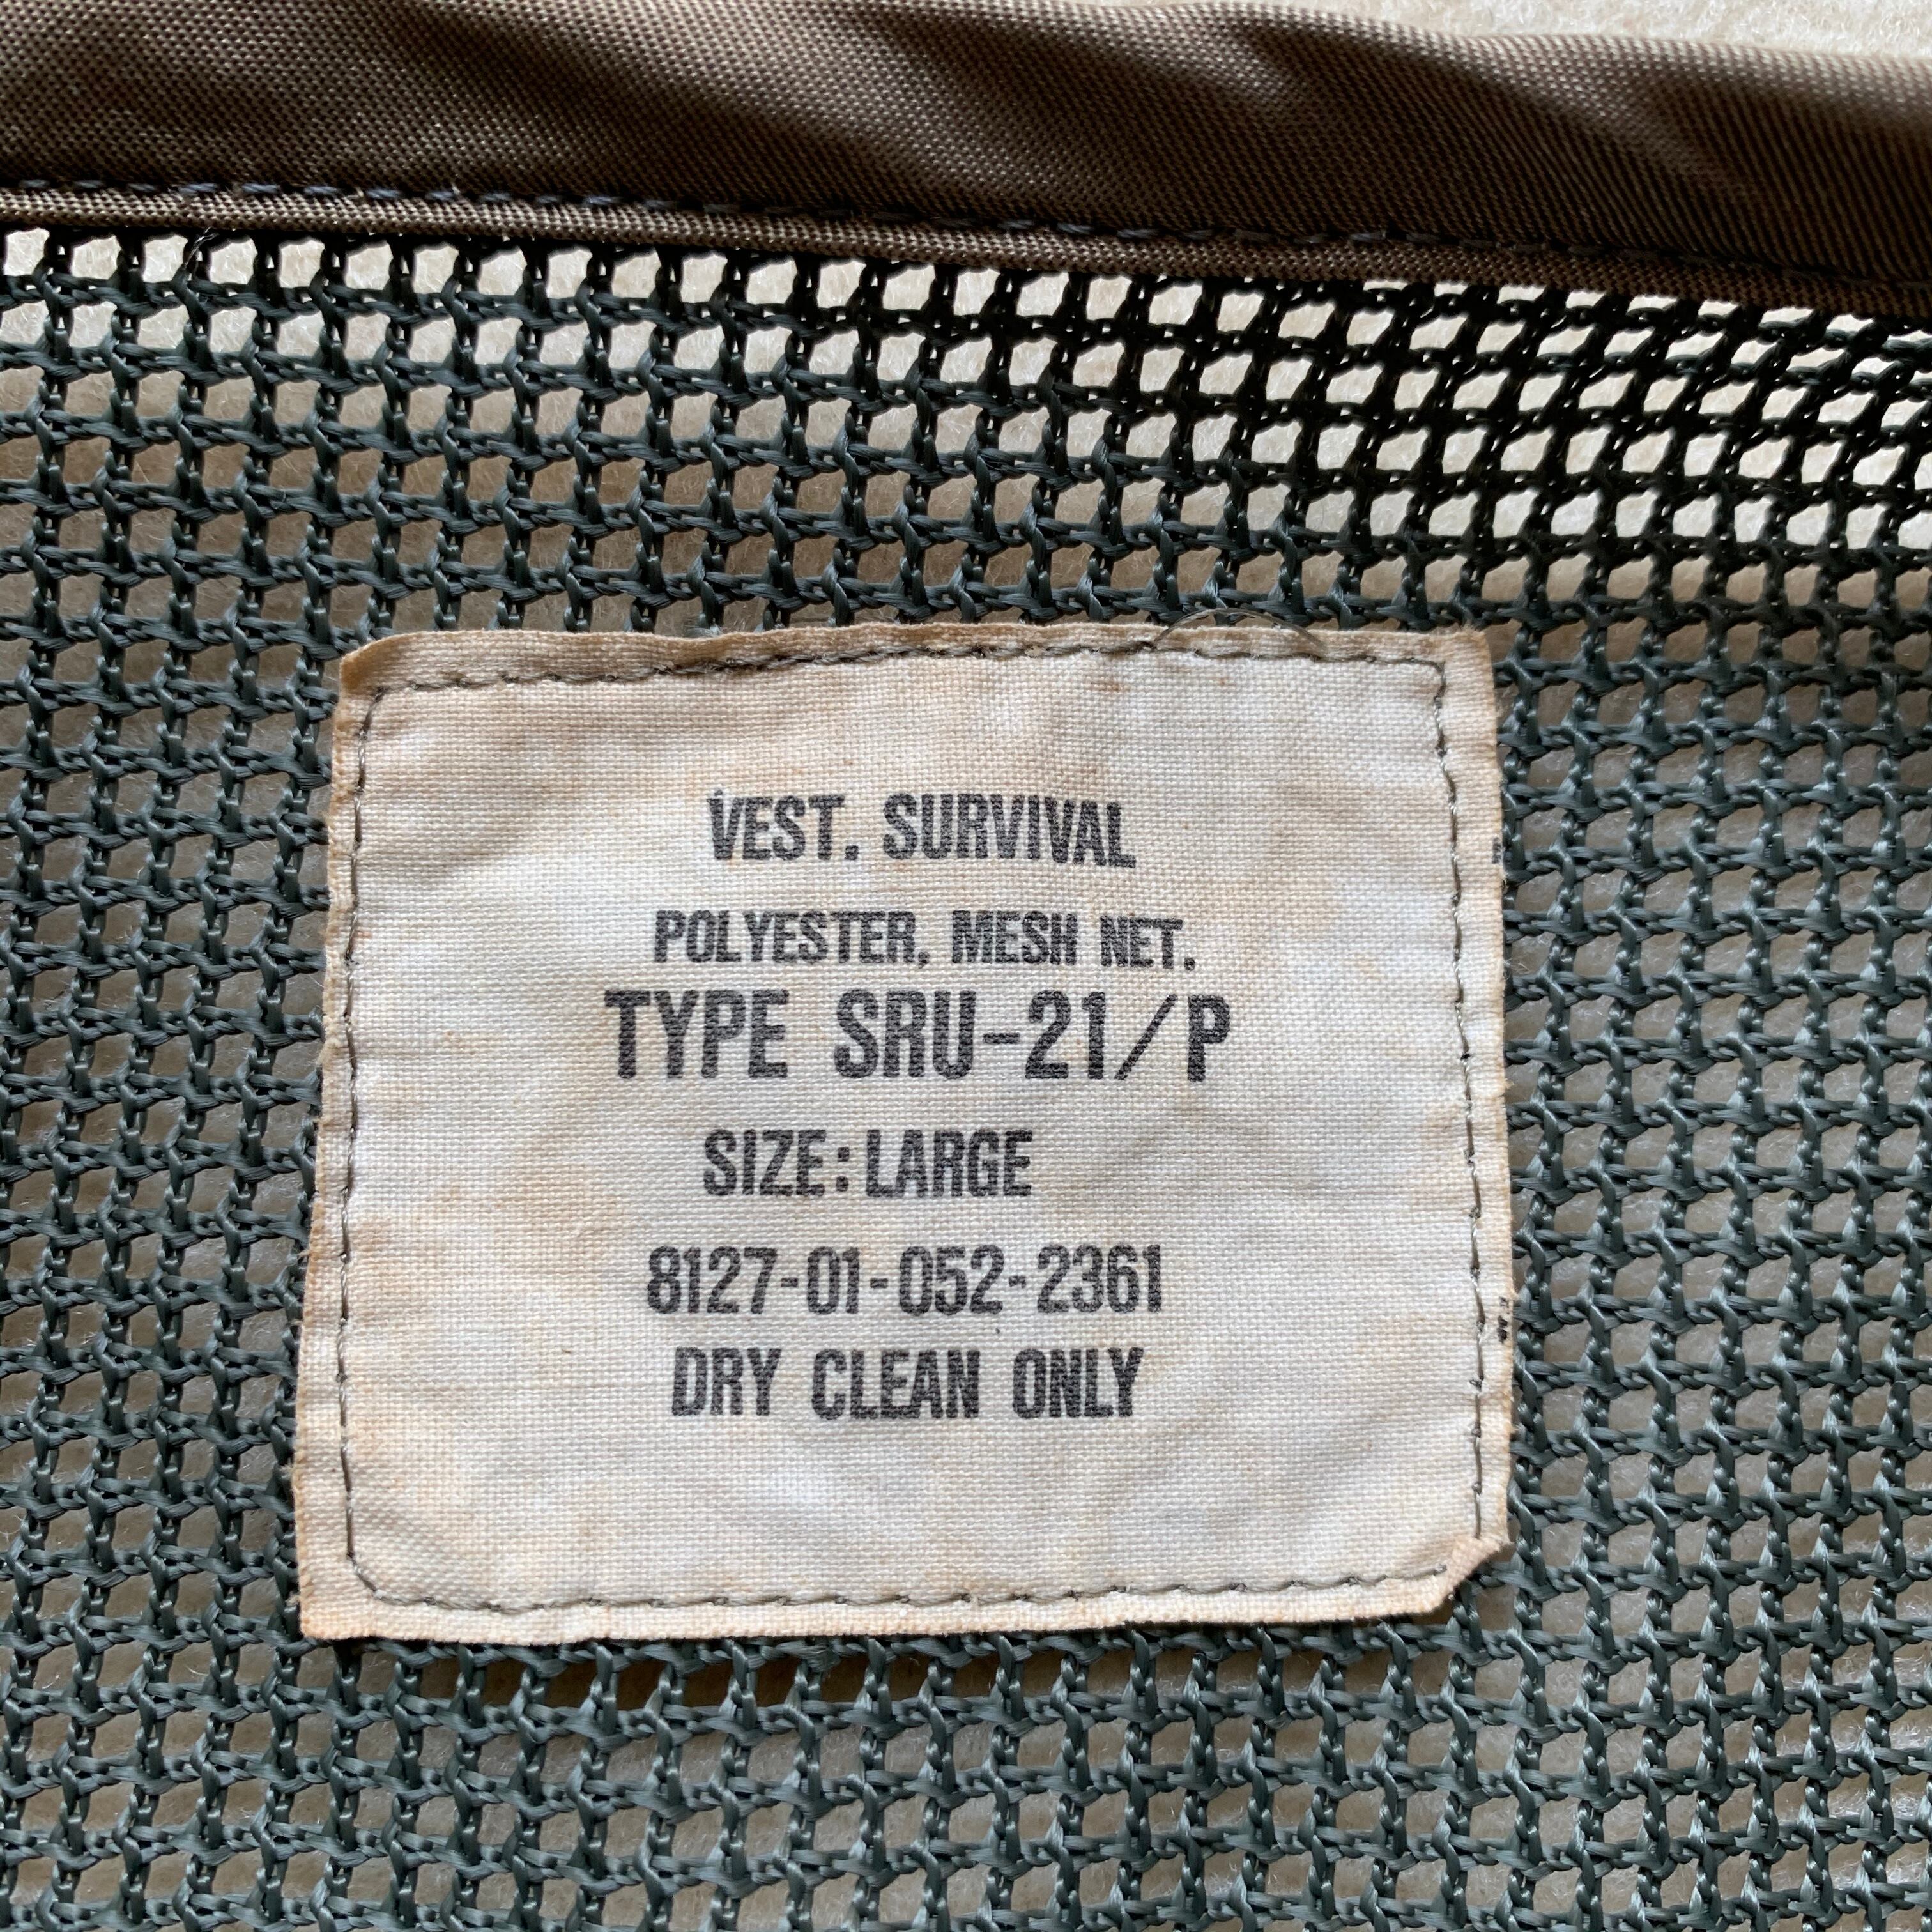 VEST. SURVIVAL
POLYESTER, MESH NET.
TYPE SRU-21/P
SIZE: LARGE
8127-01-052-2361
DRY CLEAN ONLY